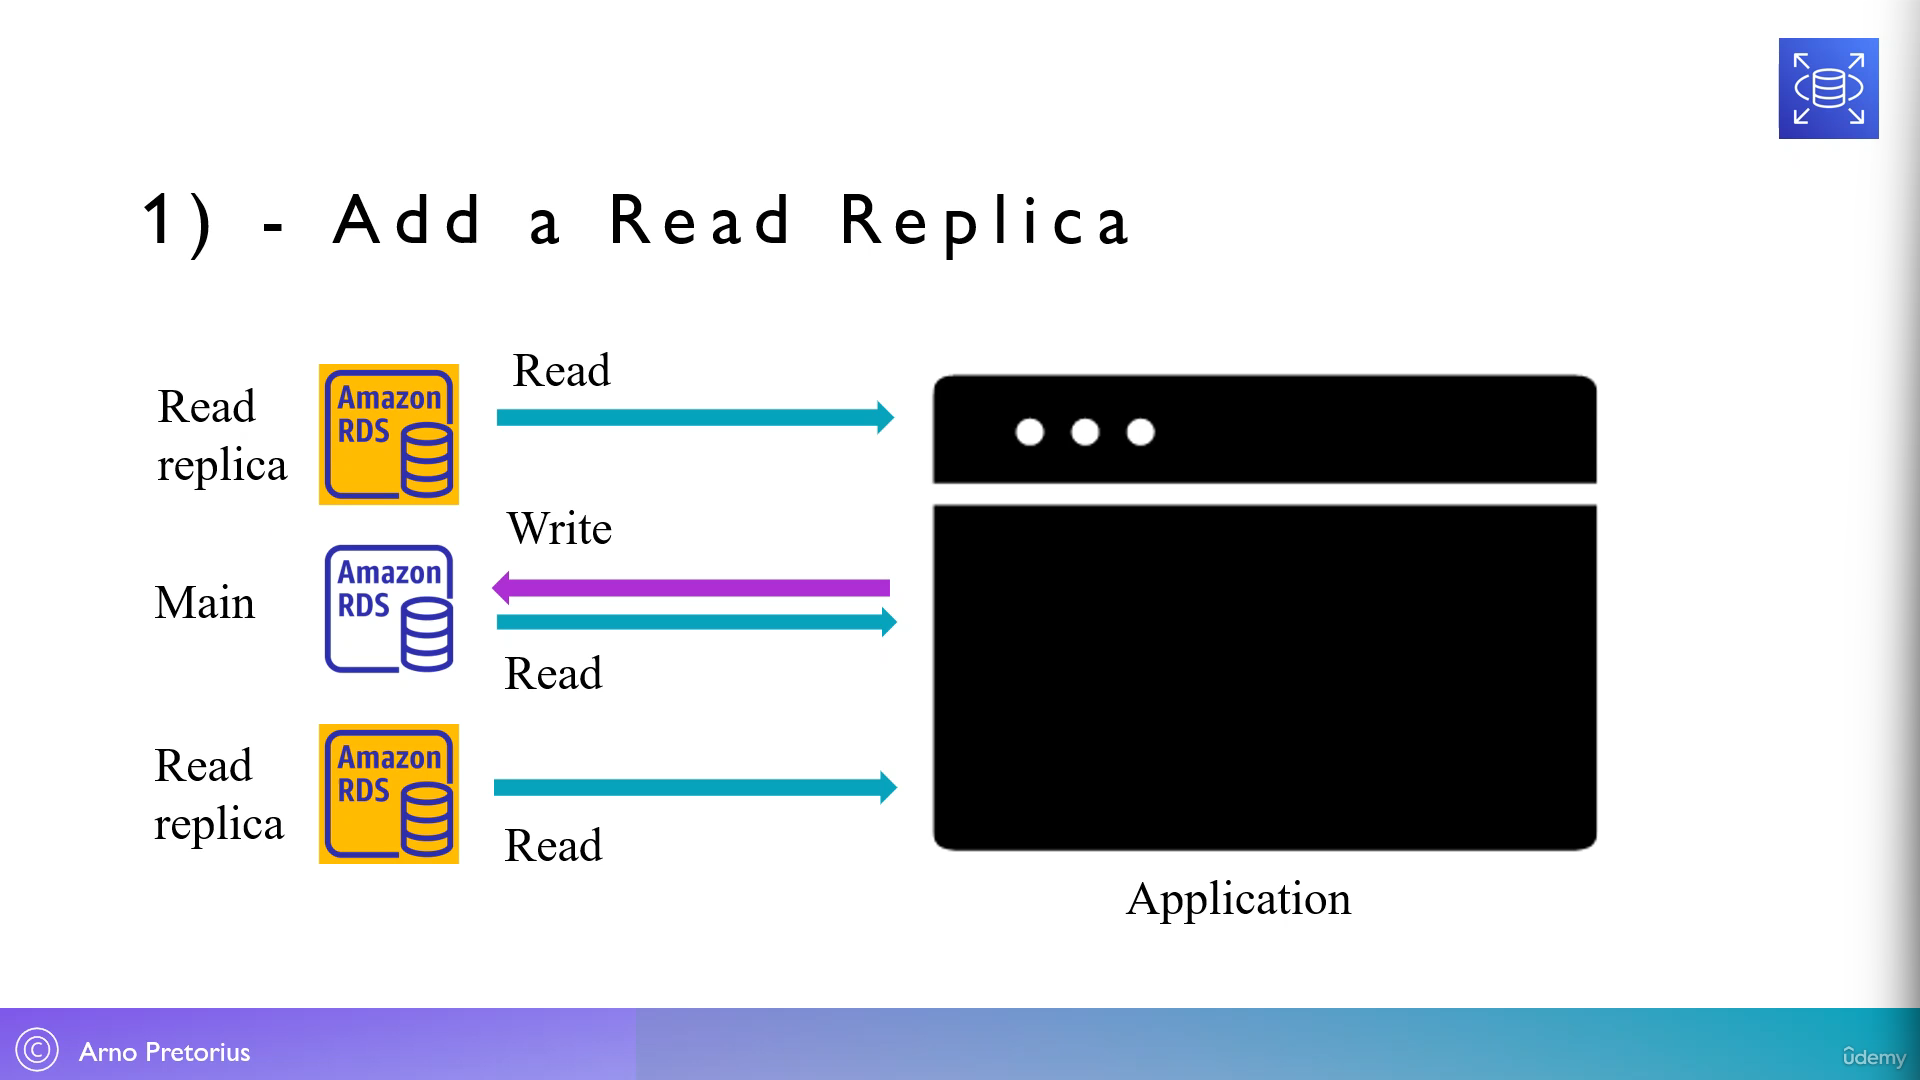 1) - Add a Read Replica
Read
replica
Amazon
RDS
Read
Write
Main
Amazon
RDS
Read
Read
replica
Amazon
RDS
Read
Application
© Arno Pretorius
ûdemy